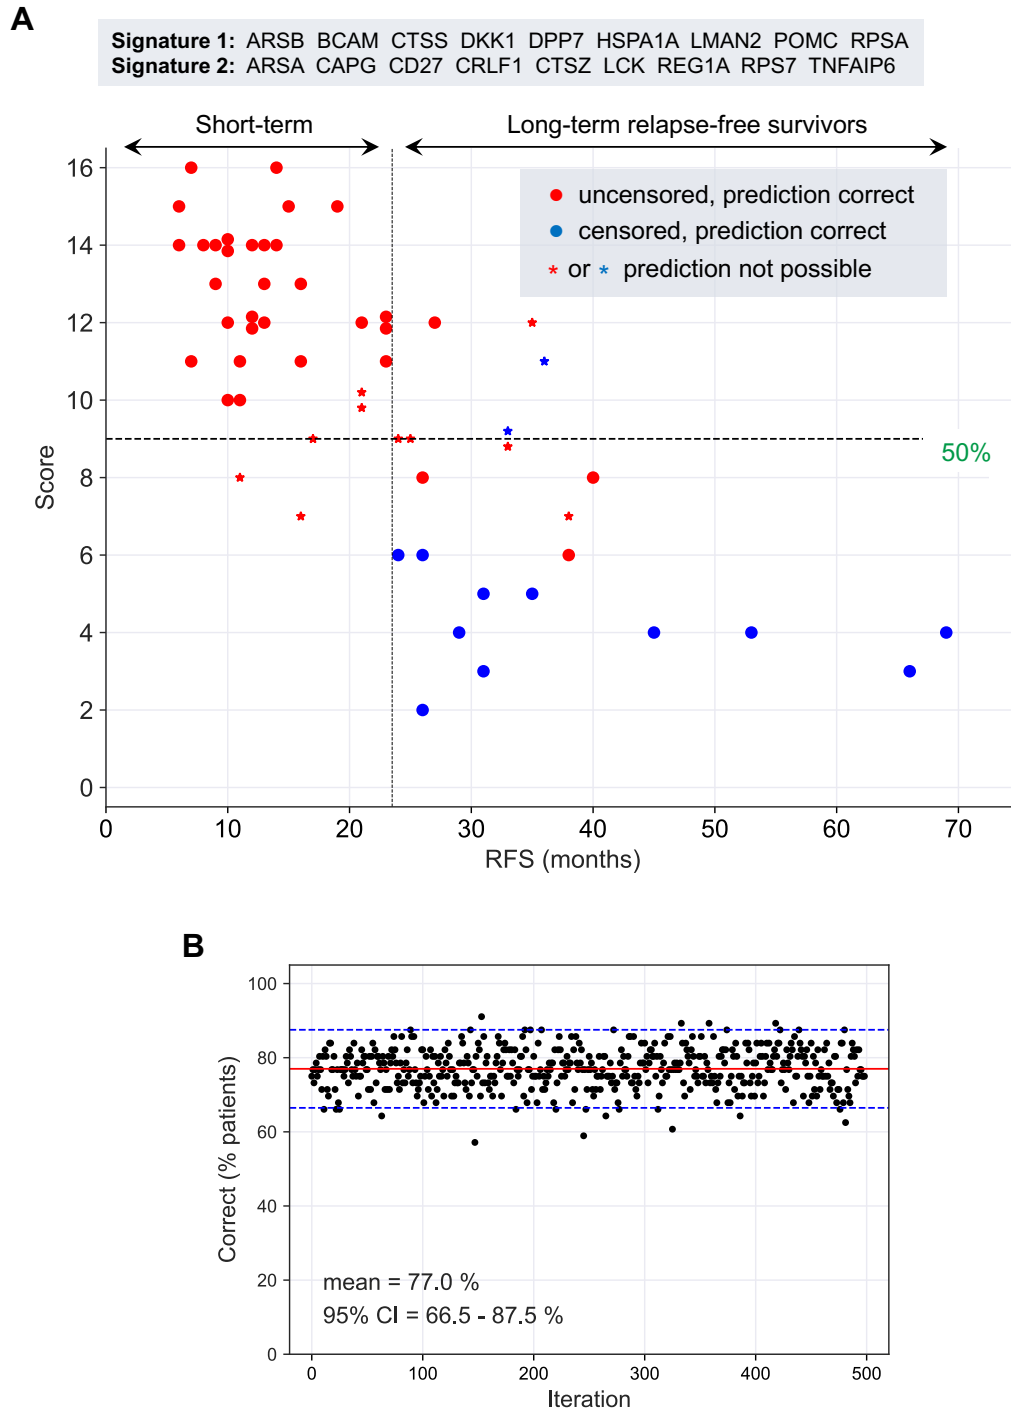 A
Signature 1: ARSB BCAM CTSS DKK1 DPP7 HSPA1A LMAN2 POMC RPSA
Signature 2: ARSA CAPG CD27 CRLF1 CTSZ LCK REG1A RPS7 TNFAIP6
Short-term
Long-term relapse-free survivors
uncensored, prediction correct
censored, prediction correct
* or * prediction not possible
16
14
12
10
8
6
4
2
0
Score
50%
0 10 20 30 40 50 60 70
RFS (months)
B
100
80
60
40
20
0
Correct (% patients)
mean = 77.0 %
95% CI = 66.5 - 87.5 %
0 100 200 300 400 500
Iteration